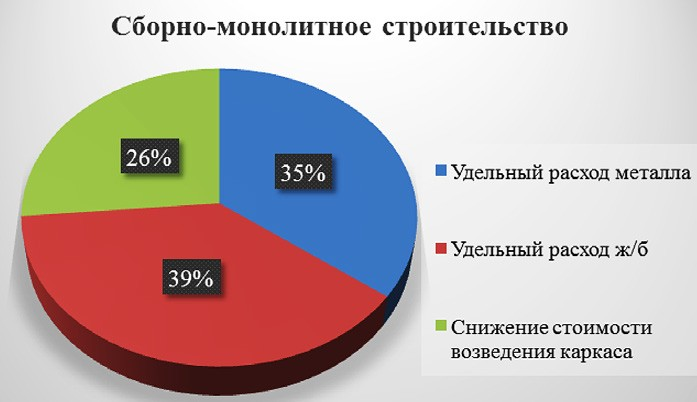 Сборно-монолитное строительство
26%
35%
39%
Удельный расход металла
Удельный расход ж/б
Снижение стоимости
возведения каркаса